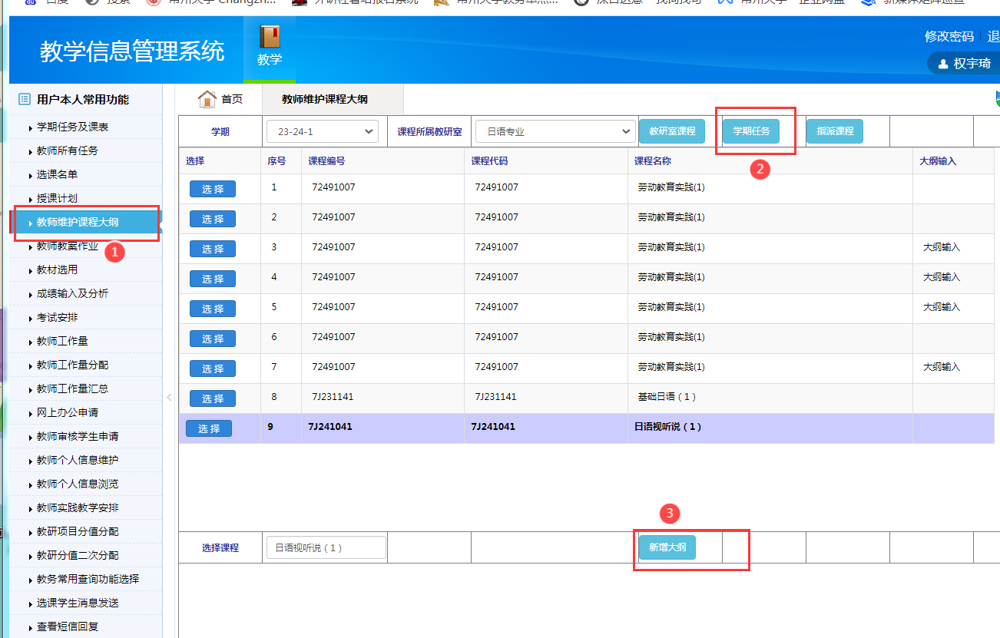 教学信息管理系统
教学
修改密码
权宇琦
用户本人常用功能
学期任务及课表
教师所有任务
选课名单
授课计划
教师维护课程大纲
1
教师教案作业
教材选用
成绩输入及分析
考试安排
教师工作量
教师工作量分配
教师工作量汇总
网上办公申请
教师审核学生申请
教师个人信息维护
教师个人信息浏览
教师实践教学安排
教研项目分值分配
教研分值二次分配
教务常用查询功能选择
选课学生消息发送
查看短信回复
首页 教师维护课程大纲
学期 23-24-1 课程所属教研室 日语专业 教研室课程 学期任务 指派课程
2
选择 序号 课程编号 课程代码 课程名称 大纲输入
选 择 1 72491007 72491007 劳动教育实践(1)
选 择 2 72491007 72491007 劳动教育实践(1)
选 择 3 72491007 72491007 劳动教育实践(1) 大纲输入
选 择 4 72491007 72491007 劳动教育实践(1) 大纲输入
选 择 5 72491007 72491007 劳动教育实践(1) 大纲输入
选 择 6 72491007 72491007 劳动教育实践(1)
选 择 7 72491007 72491007 劳动教育实践(1) 大纲输入
选 择 8 7J231141 7J231141 基础日语（1）
选 择 9 7J241041 7J241041 日语视听说（1）
3
选择课程 日语视听说（1） 新增大纲